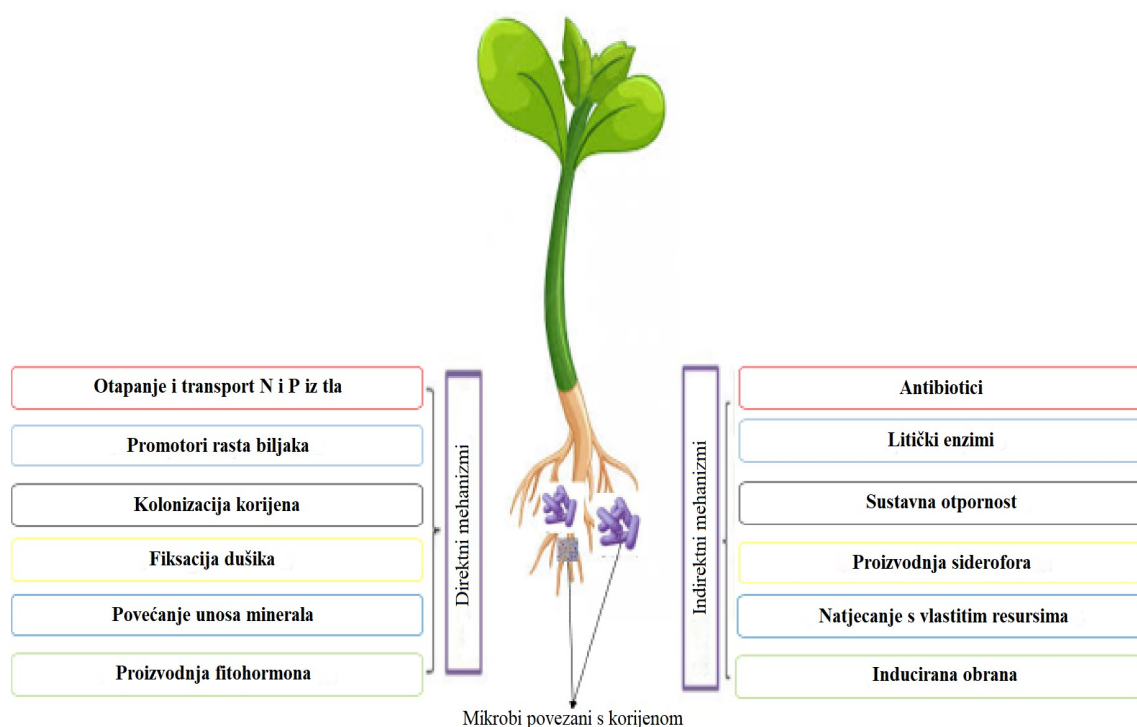 Otapanje i transport N i P iz tla
Promotori rasta biljaka
Kolonizacija korijena
Fiksacija dušika
Povećanje unosa minerala
Proizvodnja fitohormona
Direktni mehanizmi
Indirektni mehanizmi
Antibiotici
Litički enzimi
Sustavna otpornost
Proizvodnja siderofora
Natjecanje s vlastitim resursima
Inducirana obrana
Mikrobi povezani s korijenom